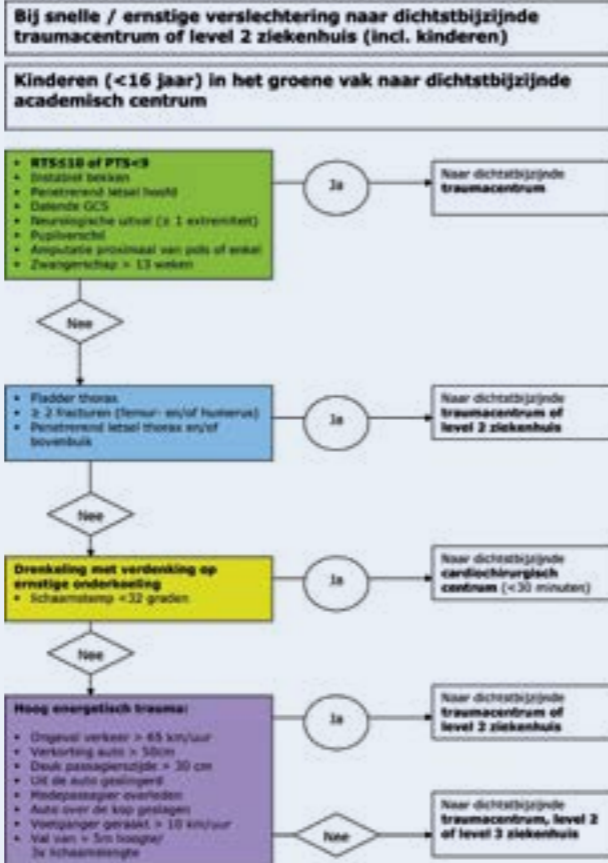 Bij snelle / ernstige verslechtering naar dichtstbijzijnde
traumacentrum of level 2 ziekenhuis (incl. kinderen)
Kinderen (<16 jaar) in het groene vak naar dichtstbijzijnde
academisch centrum
• RTS≤10 of PTS<9
• Instabiel bekken
• Penetrerend letsel hoofd
• Dalende GCS
• Neurologische uitval (≥ 1 extremiteit)
• Pupilverschil
• Amputatie proximaal van pols of enkel
• Zwangerschap > 13 weken
Ja
Naar dichtstbijzijnde
traumacentrum
Nee
• Fladder thorax
• ≥ 2 fracturen (femur- en/of humerus)
• Penetrerend letsel thorax en/of
bovenbuik
Ja
Naar dichtstbijzijnde
traumacentrum of
level 2 ziekenhuis
Nee
Drenkeling met verdenking op
ernstige onderkoeling
• lichaamstemp <32 graden
Ja
Naar dichtstbijzijnde
cardiochirurgisch
centrum (<30 minuten)
Nee
Hoog energetisch trauma:
• Ongeval verkeer > 65 km/uur
• Verkorting auto > 50cm
• Deuk passagierszijde > 30 cm
• Uit de auto geslingerd
• Medepassagier overleden
• Auto over de kop geslagen
• Voetganger geraakt > 10 km/uur
• Val van > 5m hoogte/
3x lichaamslengte
Ja
Naar dichtstbijzijnde
traumacentrum of
level 2 ziekenhuis
Nee
Naar dichtstbijzijnde
traumacentrum, level 2
of level 3 ziekenhuis